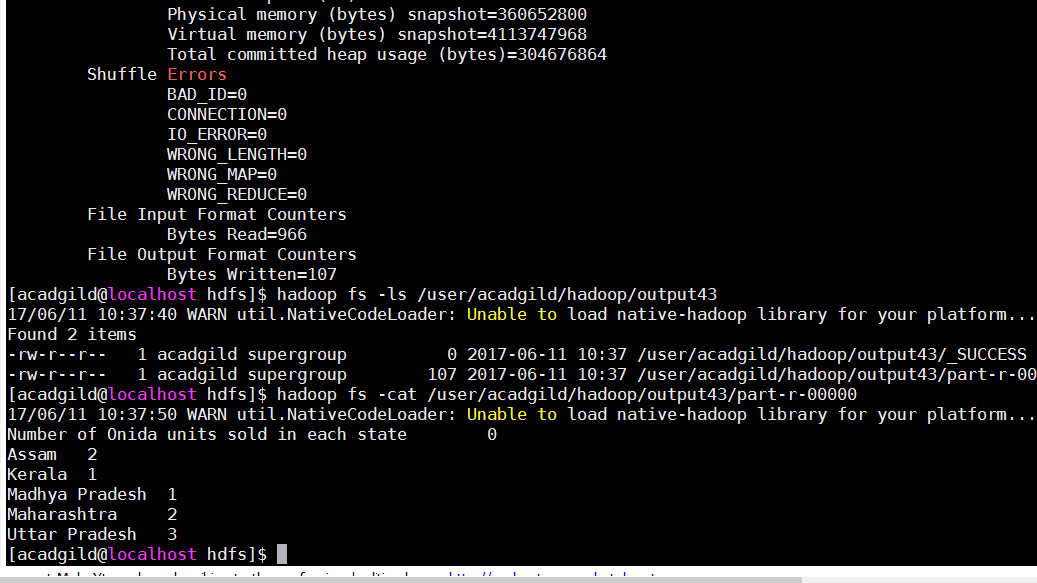 Physical memory (bytes) snapshot=360652800
Virtual memory (bytes) snapshot=4113747968
Total committed heap usage (bytes)=304676864
Shuffle Errors
BAD_ID=0
CONNECTION=0
IO_ERROR=0
WRONG_LENGTH=0
WRONG_MAP=0
WRONG_REDUCE=0
File Input Format Counters
Bytes Read=966
File Output Format Counters
Bytes Written=107
[acadgild@localhost hdfs]$ hadoop fs -ls /user/acadgild/hadoop/output43
17/06/11 10:37:40 WARN util.NativeCodeLoader: Unable to load native-hadoop library for your platform...
Found 2 items
-rw-r--r--   1 acadgild supergroup          0 2017-06-11 10:37 /user/acadgild/hadoop/output43/_SUCCESS
-rw-r--r--   1 acadgild supergroup        107 2017-06-11 10:37 /user/acadgild/hadoop/output43/part-r-00
[acadgild@localhost hdfs]$ hadoop fs -cat /user/acadgild/hadoop/output43/part-r-00000
17/06/11 10:37:50 WARN util.NativeCodeLoader: Unable to load native-hadoop library for your platform...
Number of Onida units sold in each state        0
Assam   2
Kerala  1
Madhya Pradesh  1
Maharashtra     2
Uttar Pradesh   3
[acadgild@localhost hdfs]$